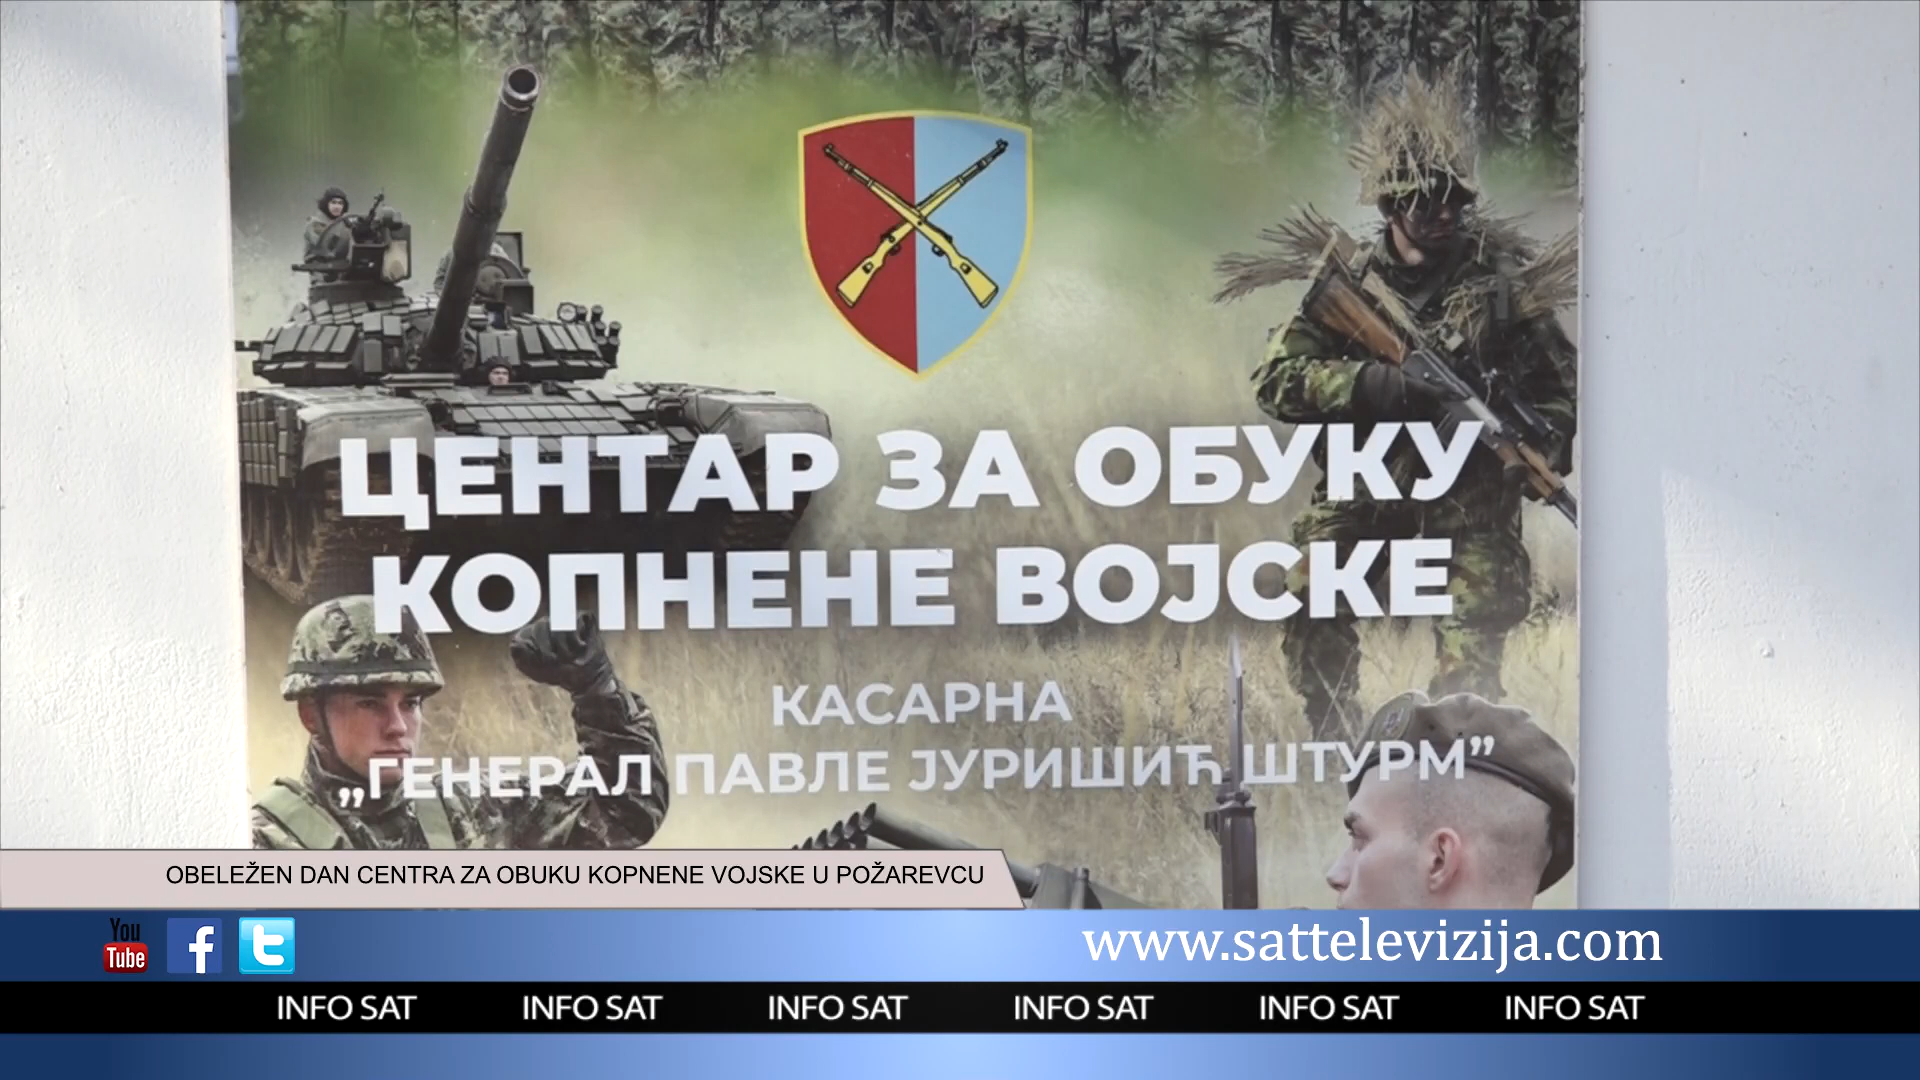 ЦЕНТАР ЗА ОБУКУ
КОПНЕНЕ ВОЈСКЕ
КАСАРНА
„ГЕНЕРАЛ ПАВЛЕ ЈУРИШИЋ ШТУРМ”
OBELEŽEN DAN CENTRA ZA OBUKU KOPNENE VOJSKE U POŽAREVCU
You
Tube
www.sattelevizija.com
INFO SAT INFO SAT INFO SAT INFO SAT INFO SAT INFO SAT